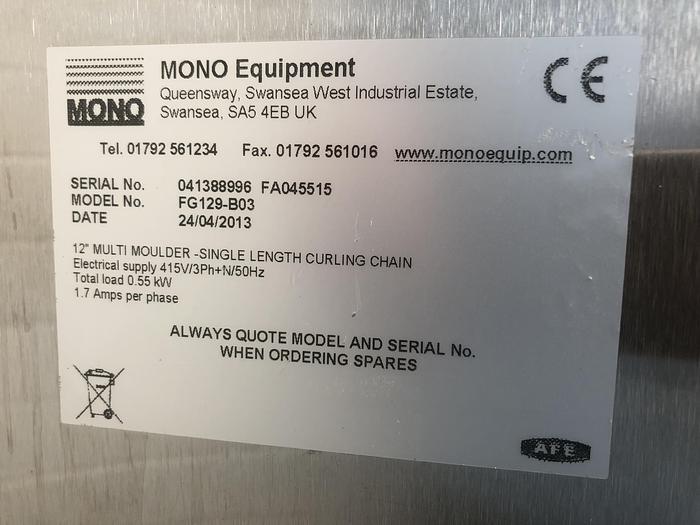 MONO
MONO Equipment
Queensway, Swansea West Industrial Estate,
Swansea, SA5 4EB UK
CE
Tel. 01792 561234 Fax. 01792 561016 www.monoequip.com
SERIAL No. 041388996 FA045515
MODEL No. FG129-B03
DATE 24/04/2013
12" MULTI MOULDER -SINGLE LENGTH CURLING CHAIN
Electrical supply 415V/3Ph+N/50Hz
Total load 0.55 kW
1.7 Amps per phase
ALWAYS QUOTE MODEL AND SERIAL No.
WHEN ORDERING SPARES
AFE